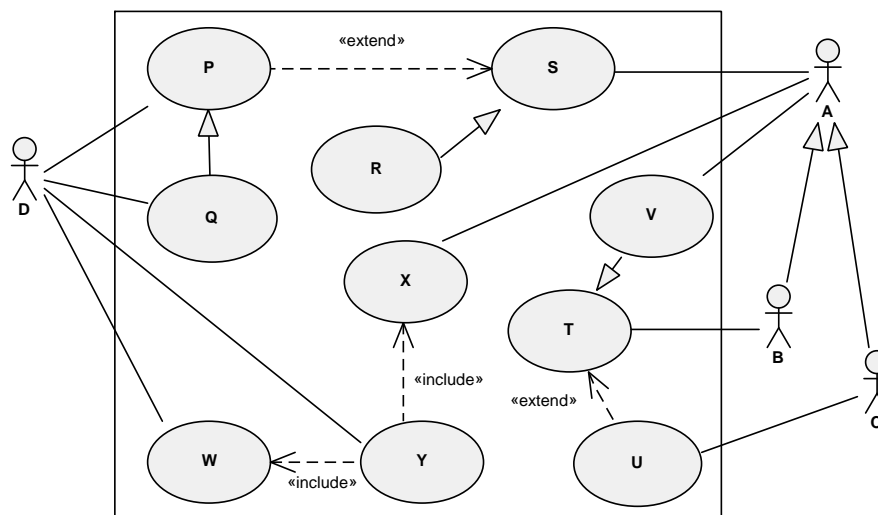 «extend»
P
S
A
R
D
Q
V
X
T
B
«include»
«extend»
C
W
Y
U
«include»